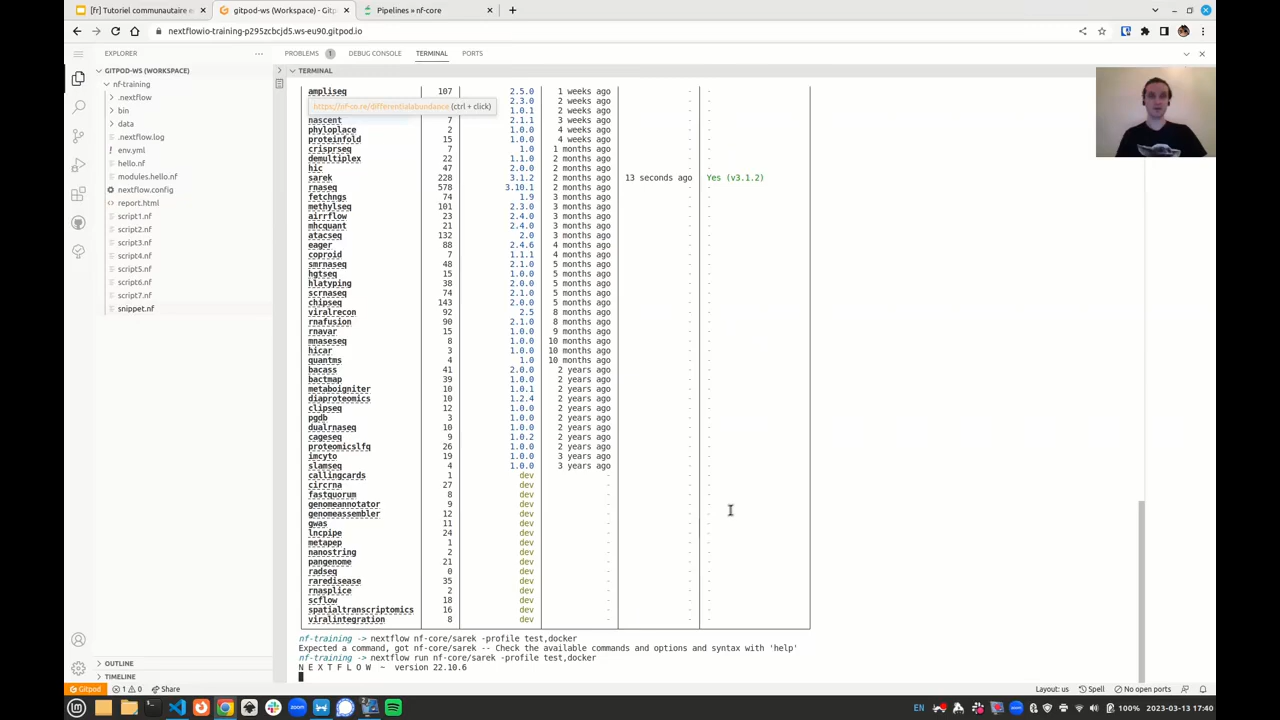 [fr] Tutoriel communautaire e
gitpod-ws (Workspace) - Giti
Pipelines » nf-core
nextflowio-training-p295zcbcjd5.ws-eu90.gitpod.io
EXPLORER
PROBLEMS 1 DEBUG CONSOLE TERMINAL PORTS
GITPOD-WS (WORKSPACE)
nf-training
.nextflow
bin
data
.nextflow.log
env.yml
hello.nf
modules.hello.nf
nextflow.config
report.html
script1.nf
script2.nf
script3.nf
script4.nf
script5.nf
script6.nf
script7.nf
snippet.nf
OUTLINE
TIMELINE
TERMINAL
ampliseq 107 2.5.0 1 weeks ago - -
https://nf-co.re/differentialabundance (ctrl + click) 2.3.0 2 weeks ago - -
1.0.1 2 weeks ago - -
nascent 7 2.1.1 3 weeks ago - -
phyloplace 2 1.0.0 4 weeks ago - -
proteinfold 15 1.0.0 4 weeks ago - -
crisprseq 7 1.0 1 months ago - -
demultiplex 22 1.1.0 2 months ago - -
hic 47 2.0.0 2 months ago - -
sarek 228 3.1.2 2 months ago 13 seconds ago Yes (v3.1.2)
rnaseq 578 3.10.1 2 months ago - -
fetchngs 74 1.9 3 months ago - -
methylseq 101 2.3.0 3 months ago - -
airrflow 23 2.4.0 3 months ago - -
mhcquant 21 2.4.0 3 months ago - -
atacseq 132 2.0 3 months ago - -
eager 88 2.4.6 4 months ago - -
coproid 7 1.1.1 4 months ago - -
smrnaseq 48 2.1.0 5 months ago - -
hgtseq 15 1.0.0 5 months ago - -
hlatyping 38 2.0.0 5 months ago - -
scrnaseq 74 2.1.0 5 months ago - -
chipseq 143 2.0.0 5 months ago - -
viralrecon 92 2.5 8 months ago - -
rnafusion 90 2.1.0 8 months ago - -
rnavar 15 1.0.0 9 months ago - -
mnaseseq 8 1.0.0 10 months ago - -
hicar 3 1.0.0 10 months ago - -
quantms 4 1.0 10 months ago - -
bacass 41 2.0.0 2 years ago - -
bactmap 39 1.0.0 2 years ago - -
metaboigniter 10 1.0.1 2 years ago - -
diaproteomics 10 1.2.4 2 years ago - -
clipseq 12 1.0.0 2 years ago - -
pgdb 3 1.0.0 2 years ago - -
dualrnaseq 10 1.0.0 2 years ago - -
cageseq 9 1.0.2 2 years ago - -
proteomicslfq 26 1.0.0 2 years ago - -
imcyto 19 1.0.0 3 years ago - -
slamseq 4 1.0.0 3 years ago - -
callingcards 1 dev - - -
circrna 27 dev - - -
fastquorum 8 dev - - -
genomeannotator 9 dev - - -
genomeassembler 12 dev - - -
gwas 11 dev - - -
lncpipe 24 dev - - -
metapep 1 dev - - -
nanostring 2 dev - - -
pangenome 21 dev - - -
radseq 0 dev - - -
raredisease 35 dev - - -
rnasplice 2 dev - - -
scflow 18 dev - - -
spatialtranscriptomics 16 dev - - -
viralintegration 8 dev - - -
nf-training -> nextflow nf-core/sarek -profile test,docker
Expected a command, got nf-core/sarek -- Check the available commands and options and syntax with 'help'
nf-training -> nextflow run nf-core/sarek -profile test,docker
N E X T F L O W ~ version 22.10.6
Gitpod 1 0 Share Layout: us Spell No open ports
EN 100% 2023-03-13 17:40